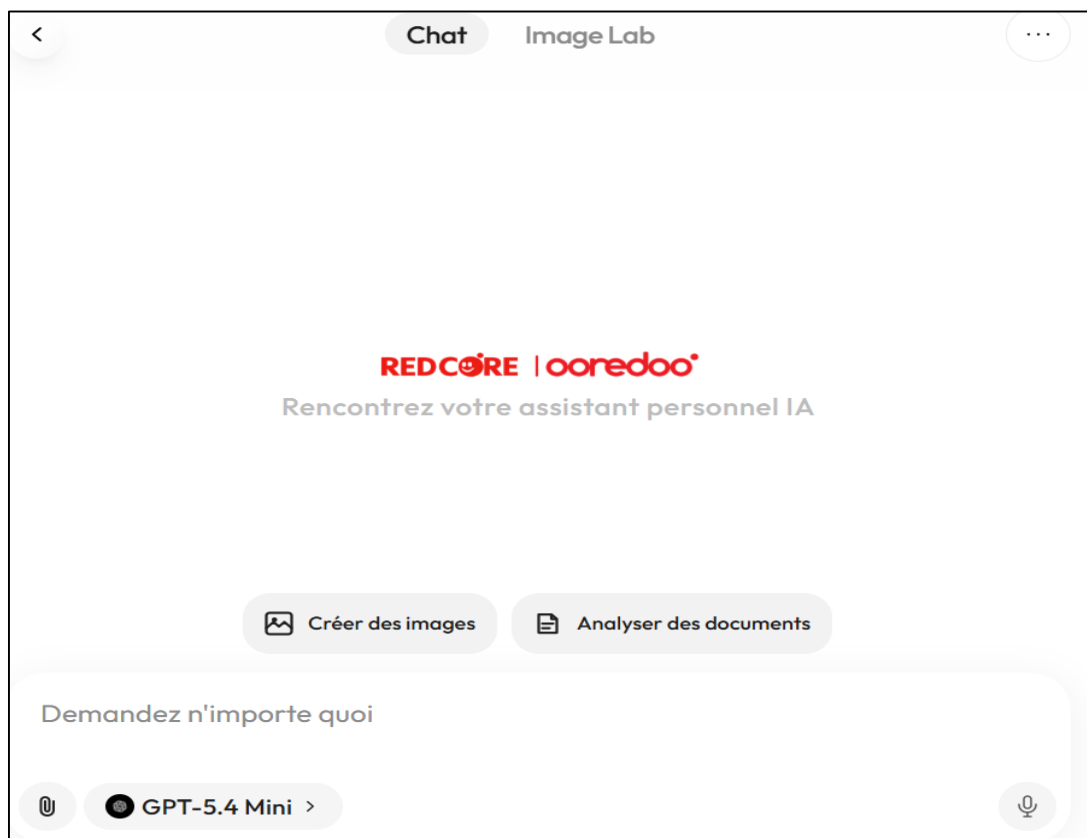 Chat Image Lab
REDCORE | ooredoo
Rencontrez votre assistant personnel IA
Créer des images Analyser des documents
Demandez n'importe quoi
GPT-5.4 Mini